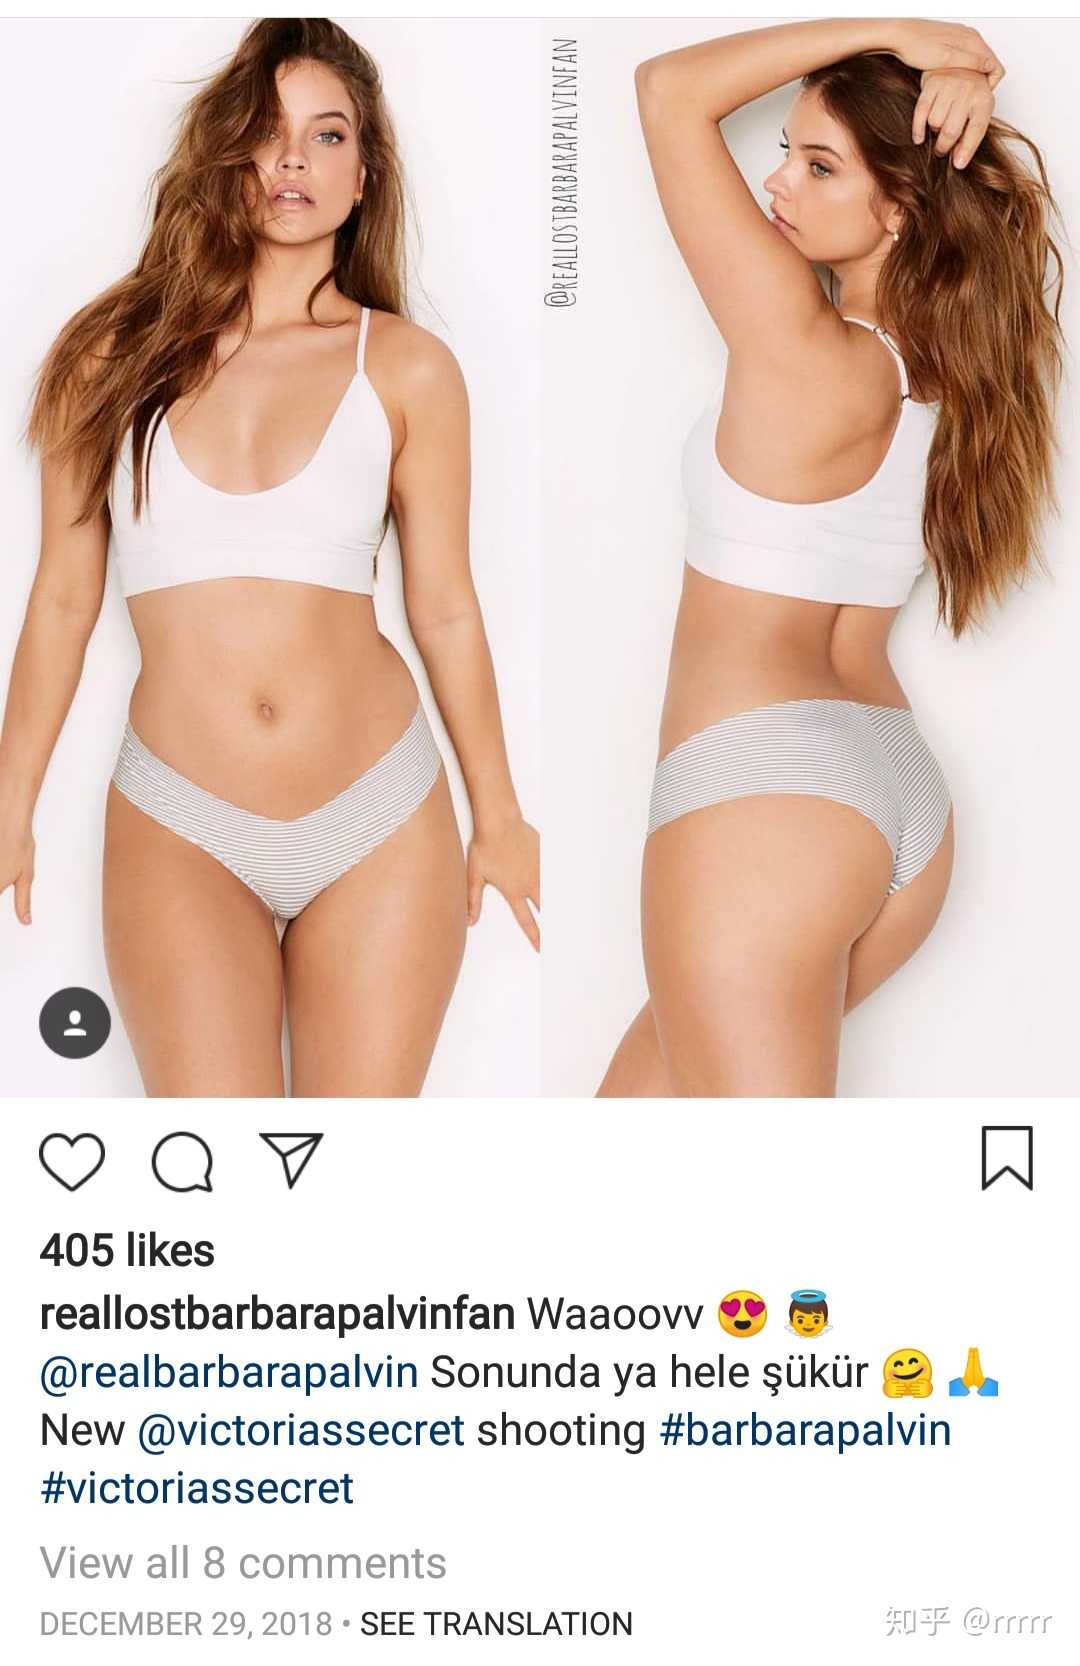 @REALLOSTBARBARAPALVINFAN
405 likes
reallostbarbarapalvinfan Waaoovv 😍 👼
@realbarbarapalvin Sonunda ya hele şükür 🤗 🙏
New @victoriassecret shooting #barbarapalvin
#victoriassecret
View all 8 comments
DECEMBER 29, 2018 • SEE TRANSLATION
知乎 @rrrrr